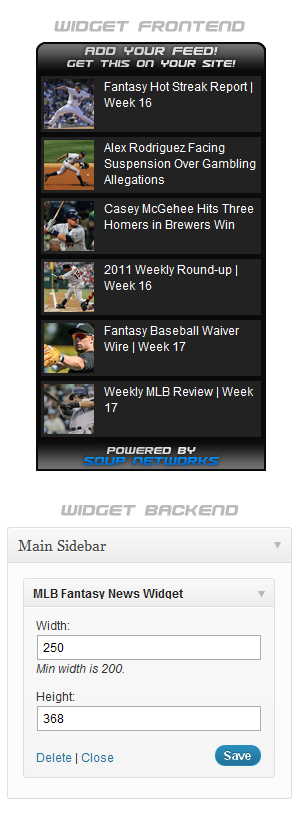 WIDGET FRONTEND
ADD YOUR FEED!
GET THIS ON YOUR SITE!
Fantasy Hot Streak Report |
Week 16
Alex Rodriguez Facing
Suspension Over Gambling
Allegations
Casey McGehee Hits Three
Homers in Brewers Win
2011 Weekly Round-up |
Week 16
Fantasy Baseball Waiver
Wire | Week 17
Weekly MLB Review | Week
17
POWERED BY
SOUP NETWORKS
WIDGET BACKEND
Main Sidebar
MLB Fantasy News Widget
Width:
250
Min width is 200.
Height:
368
Delete | Close
Save